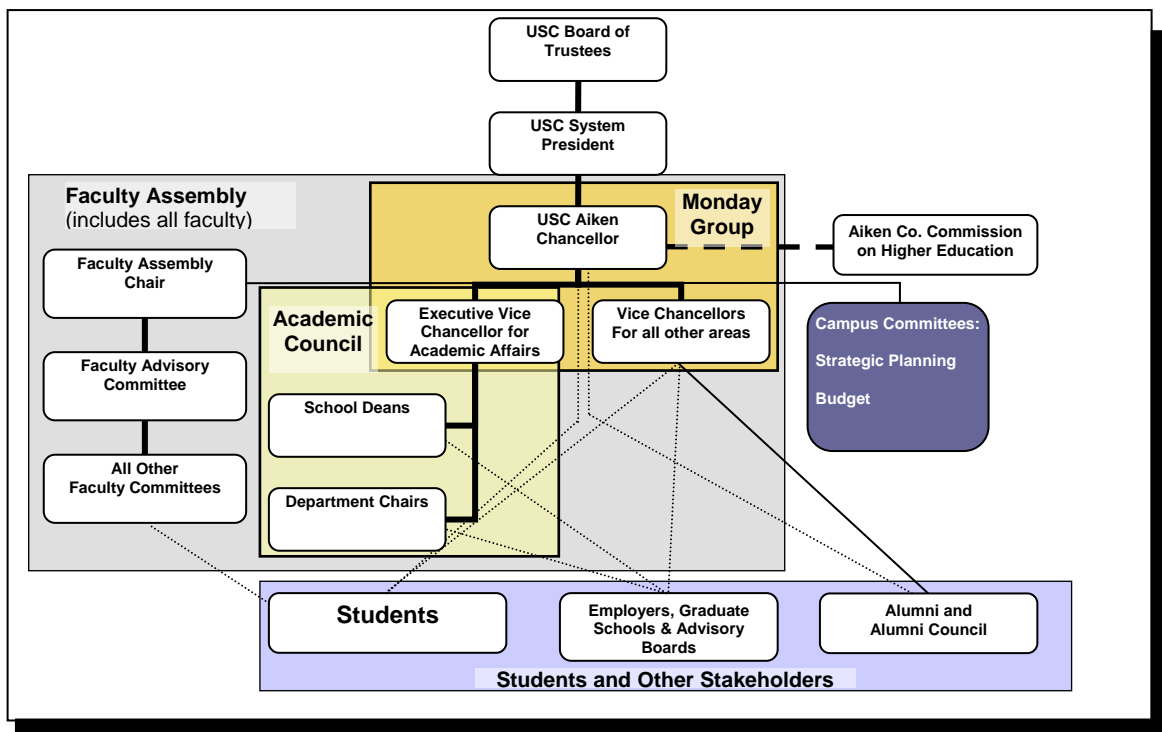 USC Board of
Trustees
USC System
President
Faculty Assembly
(includes all faculty)
Monday
Group
USC Aiken
Chancellor
Aiken Co. Commission
on Higher Education
Faculty Assembly
Chair
Academic
Council
Executive Vice
Chancellor for
Academic Affairs
Vice Chancellors
For all other areas
Campus Committees:
Strategic Planning
Budget
Faculty Advisory
Committee
School Deans
All Other
Faculty Committees
Department Chairs
Students
Employers, Graduate
Schools & Advisory
Boards
Alumni and
Alumni Council
Students and Other Stakeholders